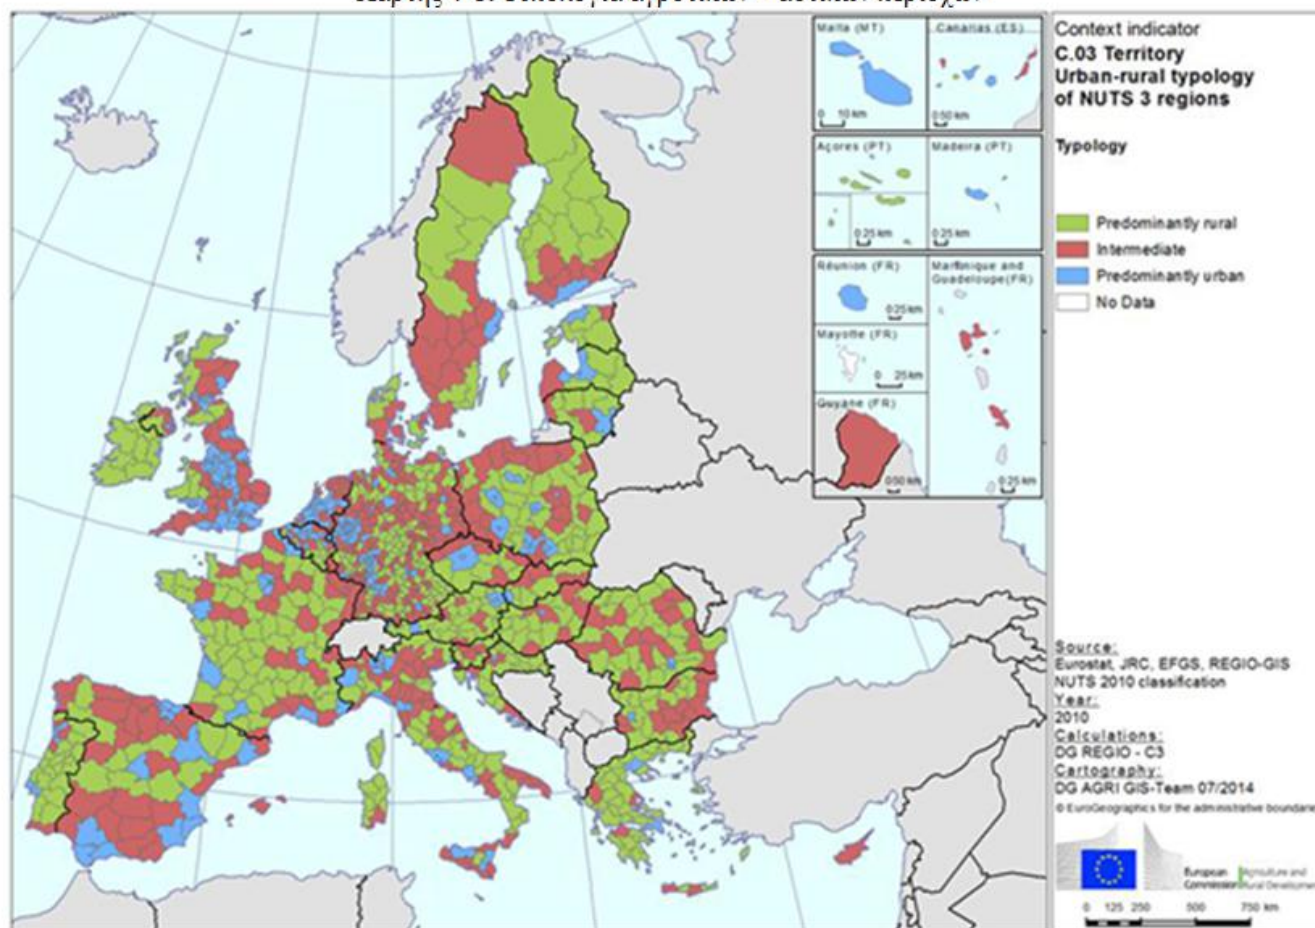 Malta (MT)
0 10 km
Canarias (ES)
0 50 km
Açores (PT)
0 25 km
Madeira (PT)
0 25 km
Réunion (FR)
0 25 km
Martinique and
Guadeloupe(FR)
Mayotte (FR)
0 25 km
Guyane (FR)
0 50 km
0 25 km
Context indicator
C.03 Territory
Urban-rural typology
of NUTS 3 regions
Typology
Predominantly rural
Intermediate
Predominantly urban
No Data
Source:
Eurostat, JRC, EFGS, REGIO-GIS
NUTS 2010 classification
Year:
2010
Calculations:
DG REGIO - C3
Cartography:
DG AGRI GIS-Team 07/2014
© EuroGeographics for the administrative
European
Commission
Agriculture and
Rural
0 125 250 500 750 km